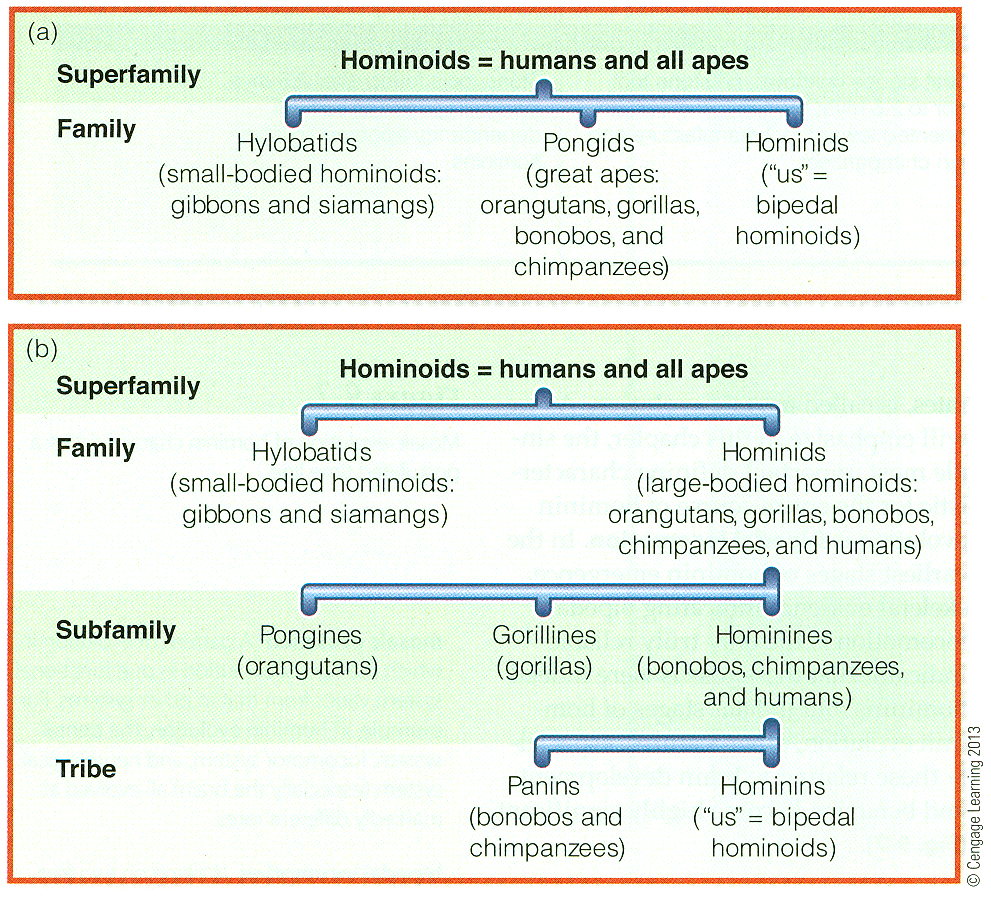 (a)
Superfamily
Hominoids = humans and all apes
Family
Hylobatids
(small-bodied hominoids:
gibbons and siamangs)
Pongids
(great apes:
orangutans, gorillas,
bonobos, and
chimpanzees)
Hominids
(“us” =
bipedal
hominoids)
(b)
Superfamily
Hominoids = humans and all apes
Family
Hylobatids
(small-bodied hominoids:
gibbons and siamangs)
Hominids
(large-bodied hominoids:
orangutans, gorillas, bonobos,
chimpanzees, and humans)
Subfamily
Pongines
(orangutans)
Gorillines
(gorillas)
Hominines
(bonobos, chimpanzees,
and humans)
Tribe
Panins
(bonobos and
chimpanzees)
Hominins
(“us” = bipedal
hominoids)
© Cengage Learning 2013